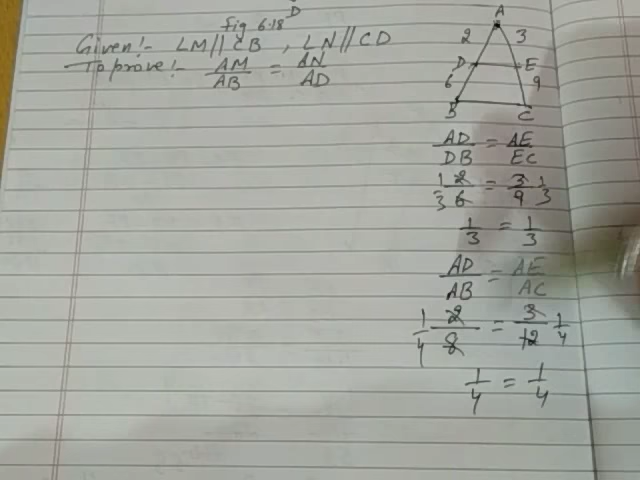 D
Fig 6.18
Given!- LM || CB , LN || CD
To prove!- AM/AB = AN/AD
A
2 3
D E
6 9
B C
AD/DB = AE/EC
1/3 2/6 = 3/9 1/3
1/3 = 1/3
AD/AB = AE/AC
1/4 2/8 = 3/12 1/4
1/4 = 1/4